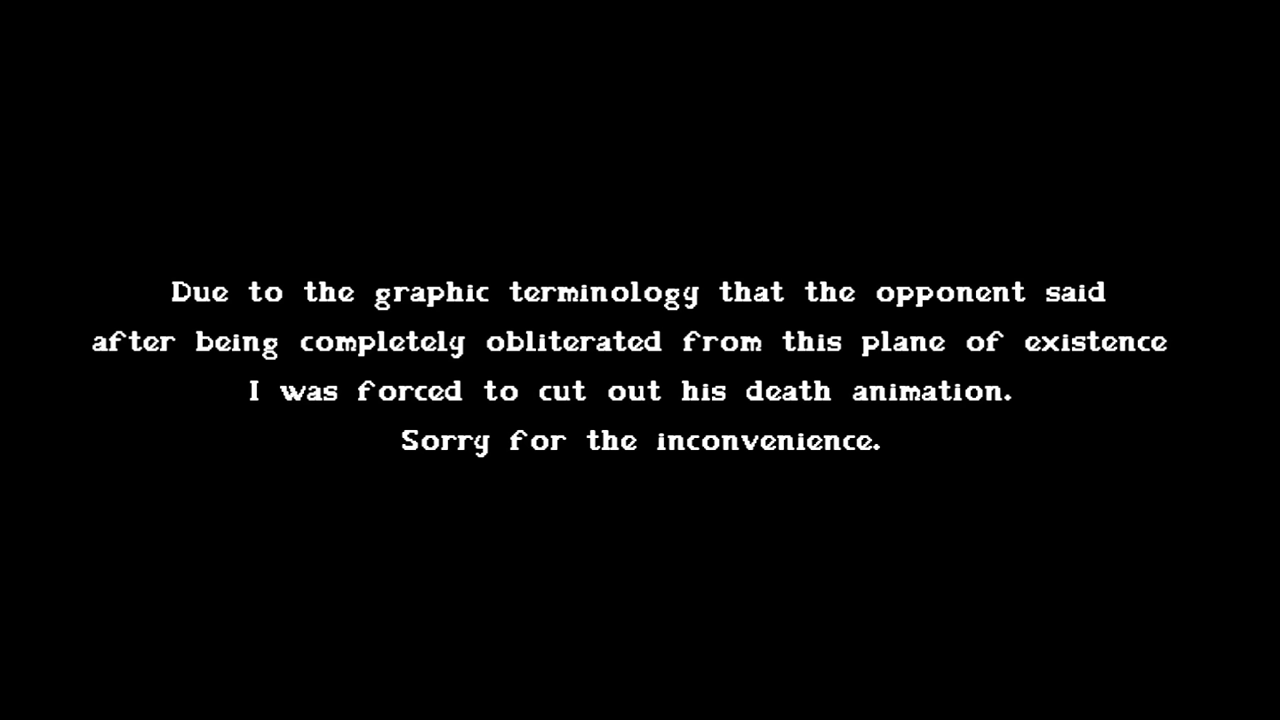 Due to the graphic terminology that the opponent said
after being completely obliterated from this plane of existence
I was forced to cut out his death animation.
Sorry for the inconvenience.